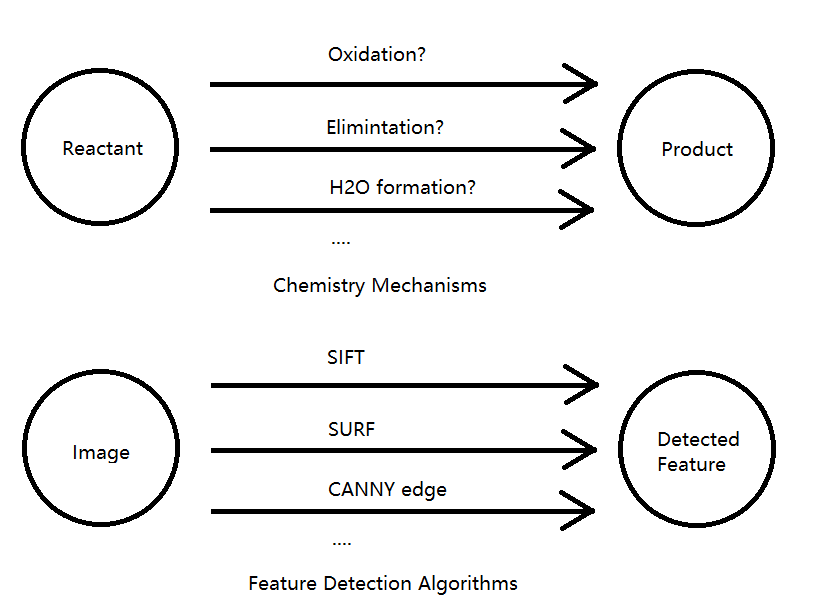 Oxidation?
Reactant
Elimintation?
Product
H2O formation?
....
Chemistry Mechanisms
SIFT
Image
SURF
Detected
Feature
CANNY edge
....
Feature Detection Algorithms